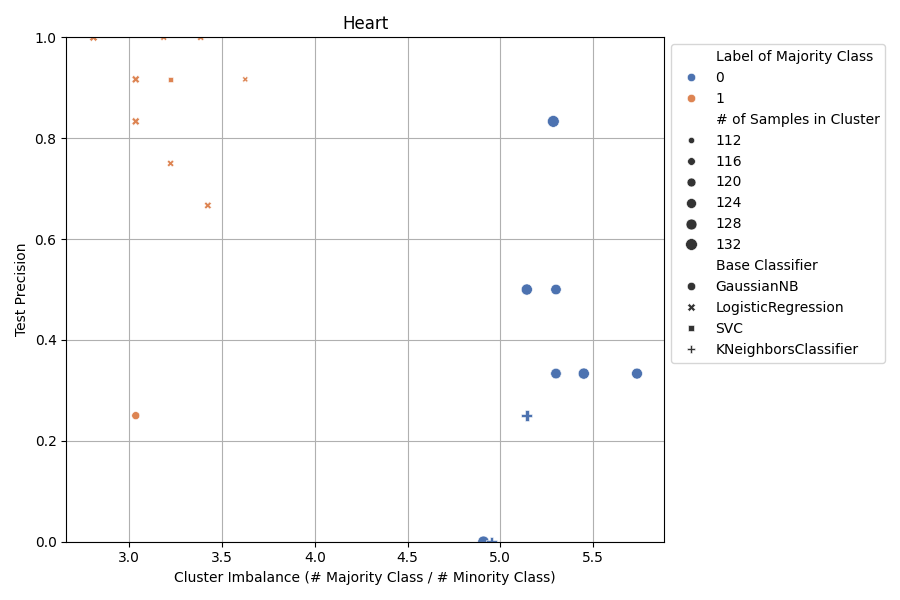 Heart
1.0
0.8
0.6
0.4
0.2
0.0
Test Precision
3.0 3.5 4.0 4.5 5.0 5.5
Cluster Imbalance (# Majority Class / # Minority Class)
Label of Majority Class
0
1
# of Samples in Cluster
112
116
120
124
128
132
Base Classifier
GaussianNB
LogisticRegression
SVC
KNeighborsClassifier